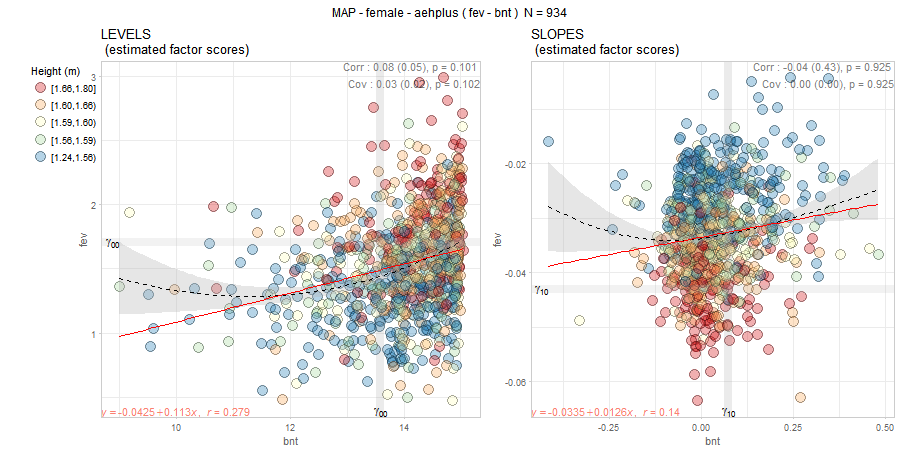 MAP - female - aehplus ( fev - bnt ) N = 934
LEVELS
(estimated factor scores)
SLOPES
(estimated factor scores)
Height (m)
[1.66,1.80]
[1.60,1.66)
[1.59,1.60)
[1.56,1.59)
[1.24,1.56)
Corr : 0.08 (0.05), p = 0.101
Cov : 0.03 (0.02), p = 0.102
3
2
1
fev
γ00
γ00
y = −0.0425+0.113x, r = 0.279
10
12
14
bnt
Corr : -0.04 (0.43), p = 0.925
Cov : 0.00 (0.00), p = 0.925
-0.02
-0.04
-0.06
fev
γ10
γ10
y = −0.0335+0.0126x, r = 0.14
-0.25
0.00
0.25
0.50
bnt